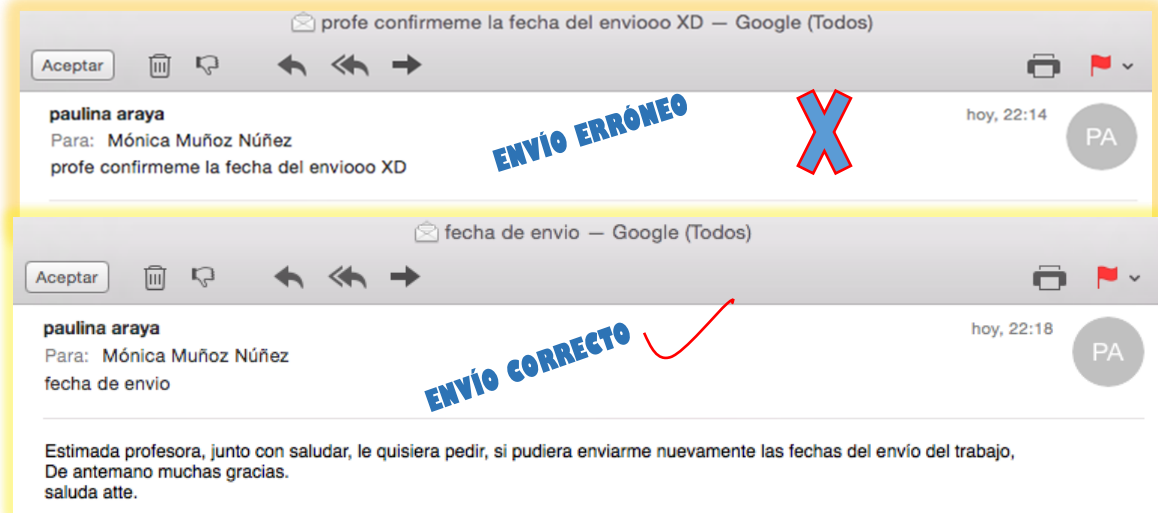 profe confirmeme la fecha del enviooo XD — Google (Todos)
Aceptar
paulina araya
hoy, 22:14
PA
Para: Mónica Muñoz Núñez
profe confirmeme la fecha del enviooo XD
ENVÍO ERRÓNEO
X
fecha de envio — Google (Todos)
Aceptar
paulina araya
hoy, 22:18
PA
Para: Mónica Muñoz Núñez
fecha de envio
ENVÍO CORRECTO
Estimada profesora, junto con saludar, le quisiera pedir, si pudiera enviarme nuevamente las fechas del envío del trabajo,
De antemano muchas gracias.
saluda atte.